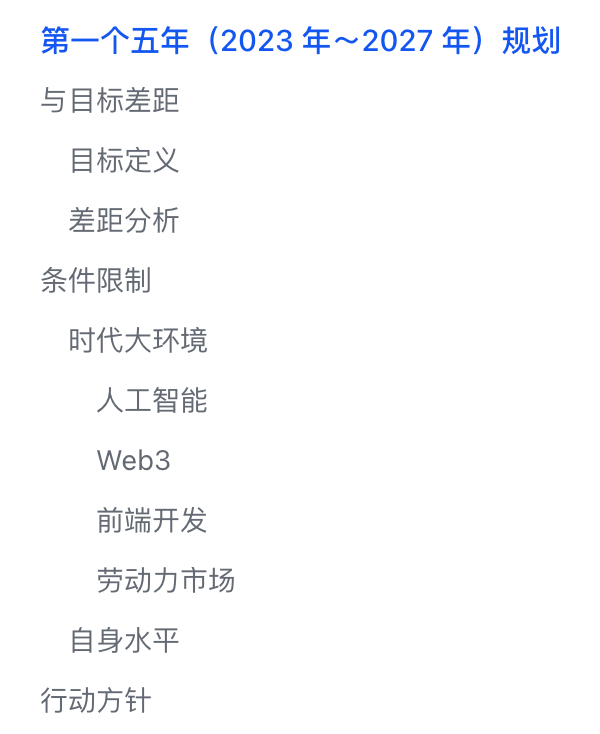 第一个五年（2023 年～2027 年）规划
与目标差距
目标定义
差距分析
条件限制
时代大环境
人工智能
Web3
前端开发
劳动力市场
自身水平
行动方针